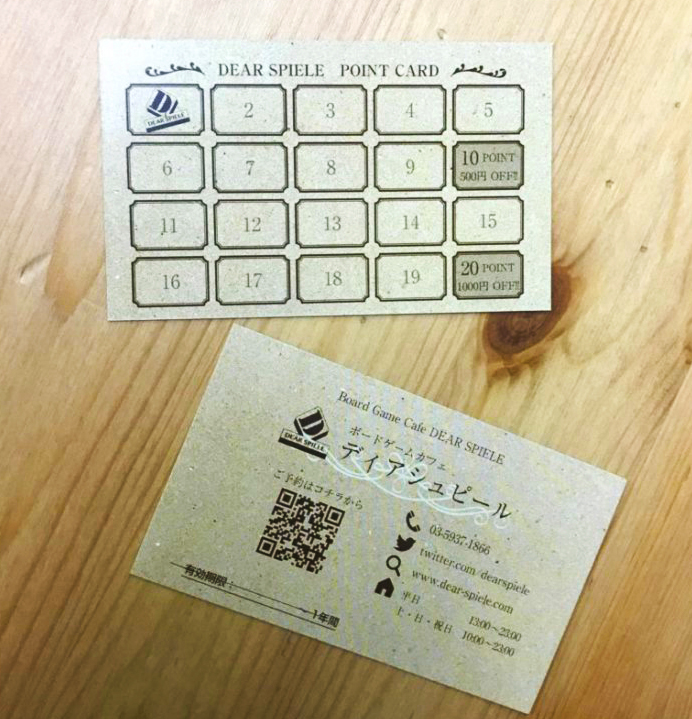 DEAR SPIELE POINT CARD
DEAR SPIELE 2 3 4 5
6 7 8 9 10 POINT
500円 OFF!!
11 12 13 14 15
16 17 18 19 20 POINT
1000円 OFF!!
Board Game Cafe DEAR SPIELE
ボードゲームカフェ
DEAR SPIELE
ディアシュピール
ご予約はコチラから
03-5937-1866
twitter.com/dearspiele
www.dear-spiele.com
平日 13:00~23:00
土・日・祝日 10:00~23:00
有効期限: ~1年間